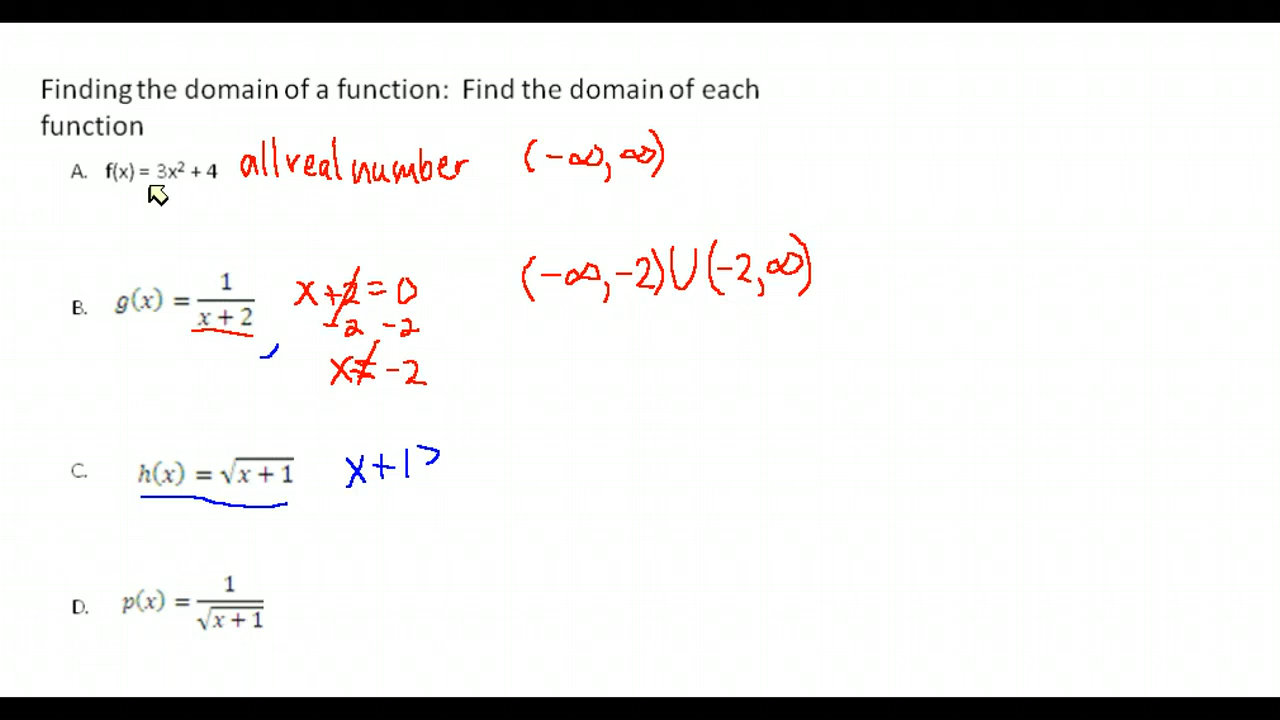 Finding the domain of a function: Find the domain of each
function
A. f(x) = 3x² + 4 all real number (-∞, ∞)
B. g(x) = 1/(x + 2) x + 2 = 0 (-∞, -2) ∪ (-2, ∞)
-2 -2
x ≠ -2
C. h(x) = √(x + 1) x + 1 >
D. p(x) = 1/√(x + 1)